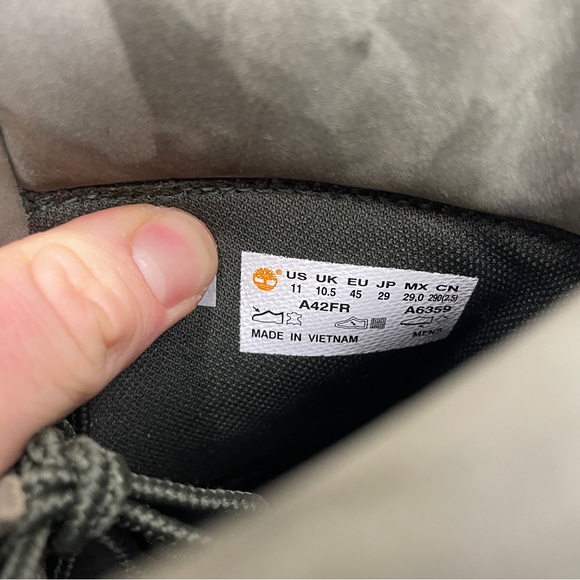 US UK EU JP MX CN
11 10.5 45 29 29.0 290(2.5)
A42FR A6359
MADE IN VIETNAM MEN'S